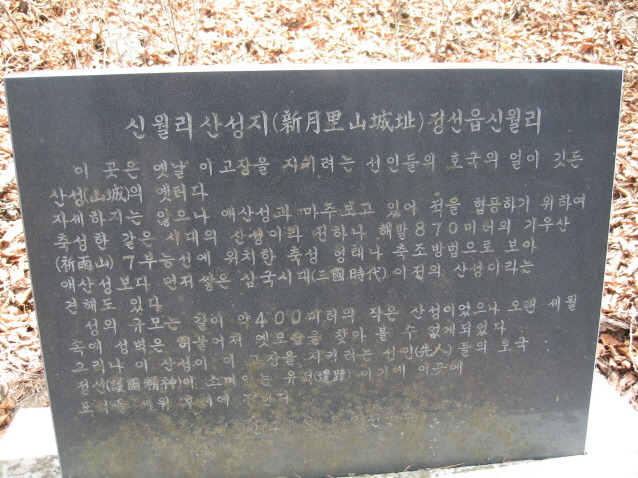 신월리산성지(新月里山城址)정선읍신월리
이 곳은 옛날 이 고장을 지키려는 선인들의 호국의 얼이 깃든
산성(山城)의 옛터다
자세하지는 않으나 애산성과 마주보고 있어 적을 협공하기 위하여
축성한 같은 시대의 산성이라 전하나 해발870미터의 기우산
(祈雨山) 7부능선에 위치한 축성 형태나 축조방법으로 보아
애산성보다 먼저 쌓은 삼국시대(三國時代) 이전의 산성이라는
견해도 있다
성의 규모는 길이 약400미터의 작은 산성이었으나 오랜 세월
속에 성벽은 허물어져 옛모습을 찾아 볼 수 없게되었다
그러나 이 산성이 이 고장을 지키려는 선인(先人)들의 호국
정신(護國精神)이 스며있는 유적(遺蹟)이기에 이곳에
표석을 세워 후세에 전한다